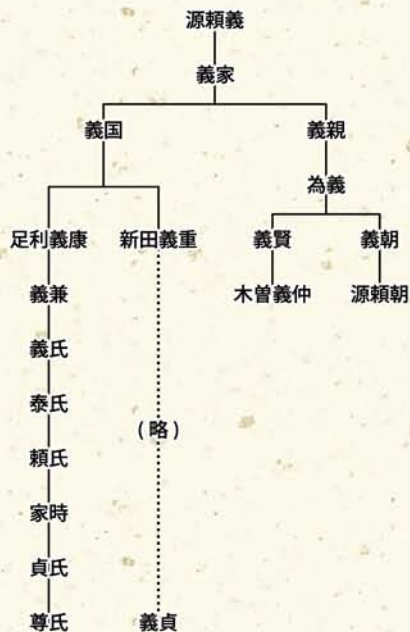 源頼義
義家
義国 義親
為義
足利義康 新田義重 義賢 義朝
義兼 木曽義仲 源頼朝
義氏
泰氏
(略)
頼氏
家時
貞氏
尊氏 義貞